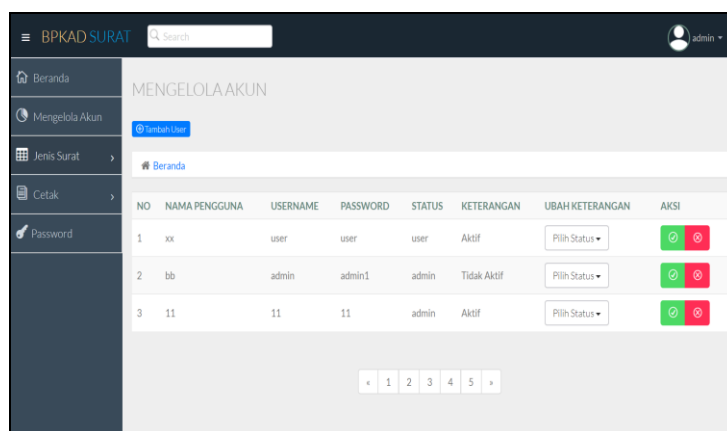 ≡ BPKAD SURAT Search admin
Beranda
Mengelola Akun
Jenis Surat
Cetak
Password
MENGELOLA AKUN
Tambah User
Beranda
NO NAMA PENGGUNA USERNAME PASSWORD STATUS KETERANGAN UBAH KETERANGAN AKSI
1 xx user user user Aktif Pilih Status
2 bb admin admin1 admin Tidak Aktif Pilih Status
3 11 11 11 admin Aktif Pilih Status
« 1 2 3 4 5 »